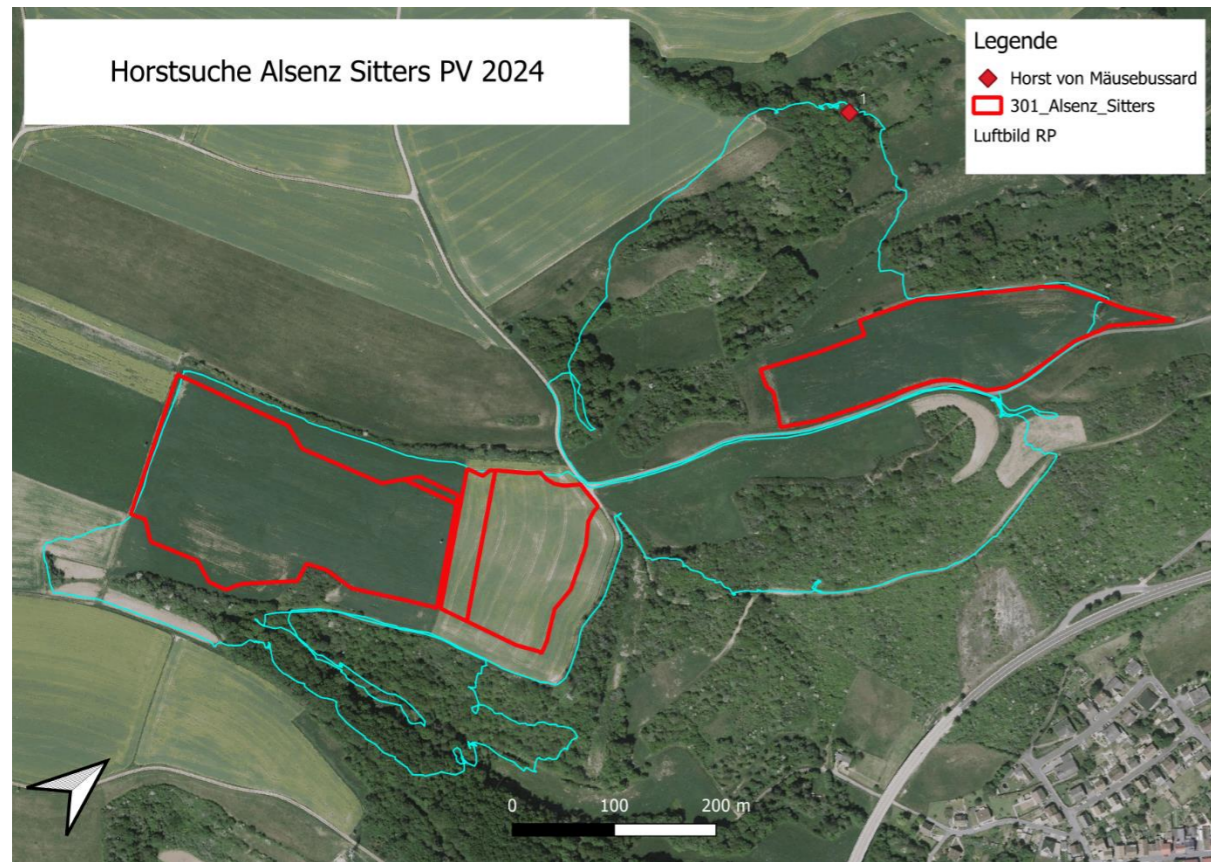 Horstsuche Alsenz Sitters PV 2024
Legende
Horst von Mäusebussard
301_Alsenz_Sitters
Luftbild RP
1
0 100 200 m